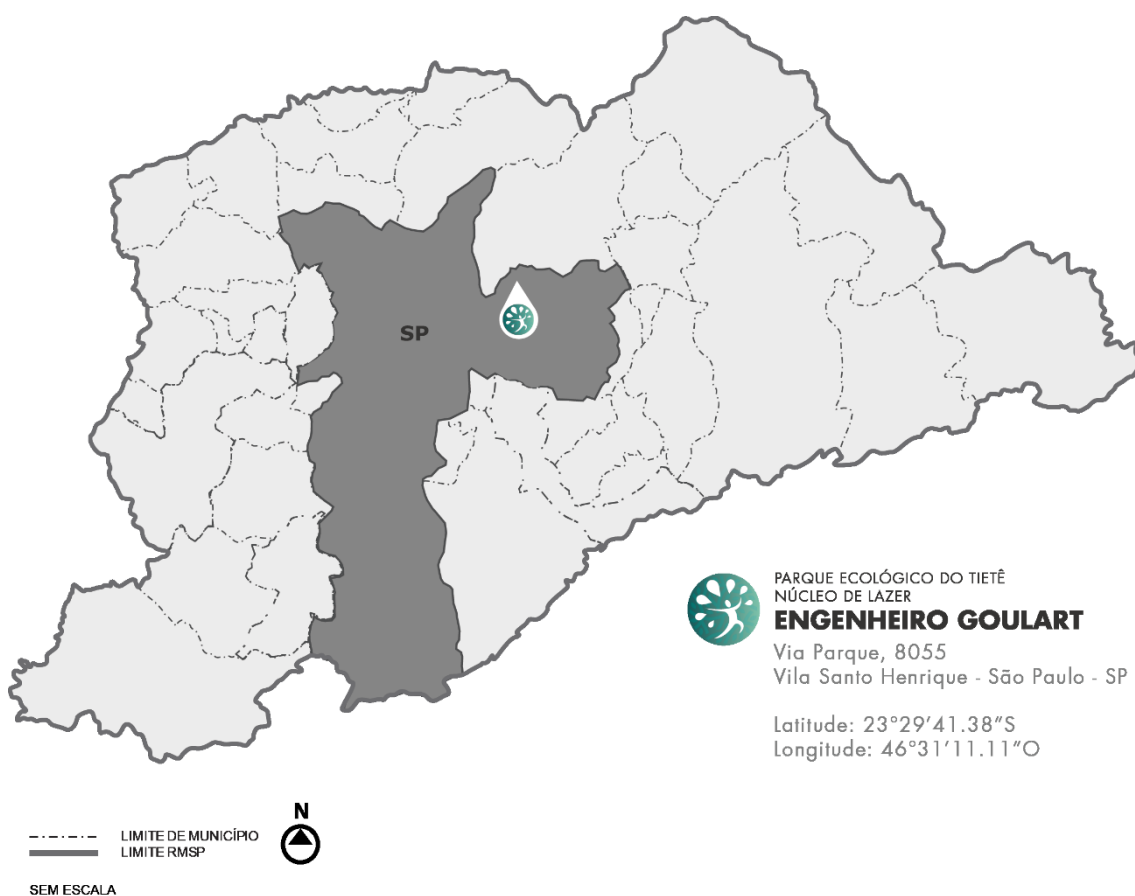 SP
PARQUE ECOLÓGICO DO TIETÊ
NÚCLEO DE LAZER
ENGENHEIRO GOULART
Via Parque, 8055
Vila Santo Henrique - São Paulo - SP
Latitude: 23°29'41.38"S
Longitude: 46°31'11.11"O
N
LIMITE DE MUNICÍPIO
LIMITE RMSP
SEM ESCALA